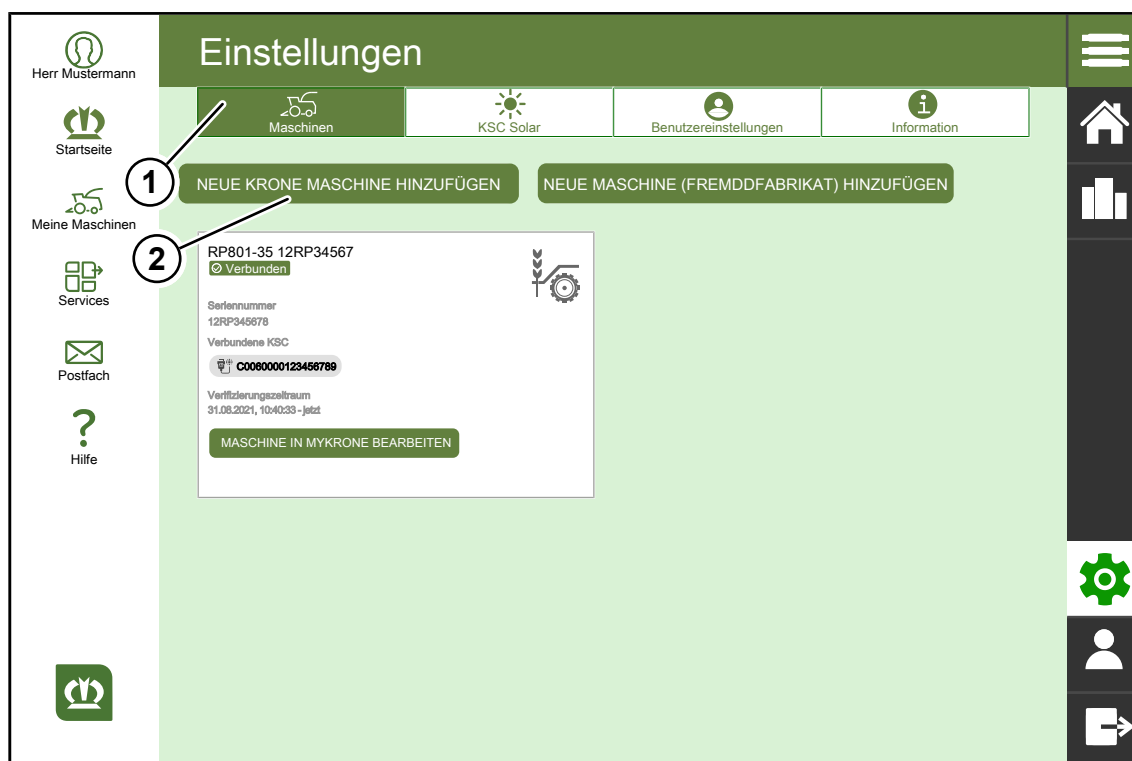 Herr Mustermann
Startseite
Meine Maschinen
Services
Postfach
Hilfe
Einstellungen
Maschinen
KSC Solar
Benutzereinstellungen
Information
1
2
NEUE KRONE MASCHINE HINZUFÜGEN
NEUE MASCHINE (FREMDDFABRIKAT) HINZUFÜGEN
RP801-35 12RP34567
Verbunden
Seriennummer
12RP345678
Verbundene KSC
C0060000123456789
Verifizierungszeitraum
31.08.2021, 10:40:33 - jetzt
MASCHINE IN MYKRONE BEARBEITEN